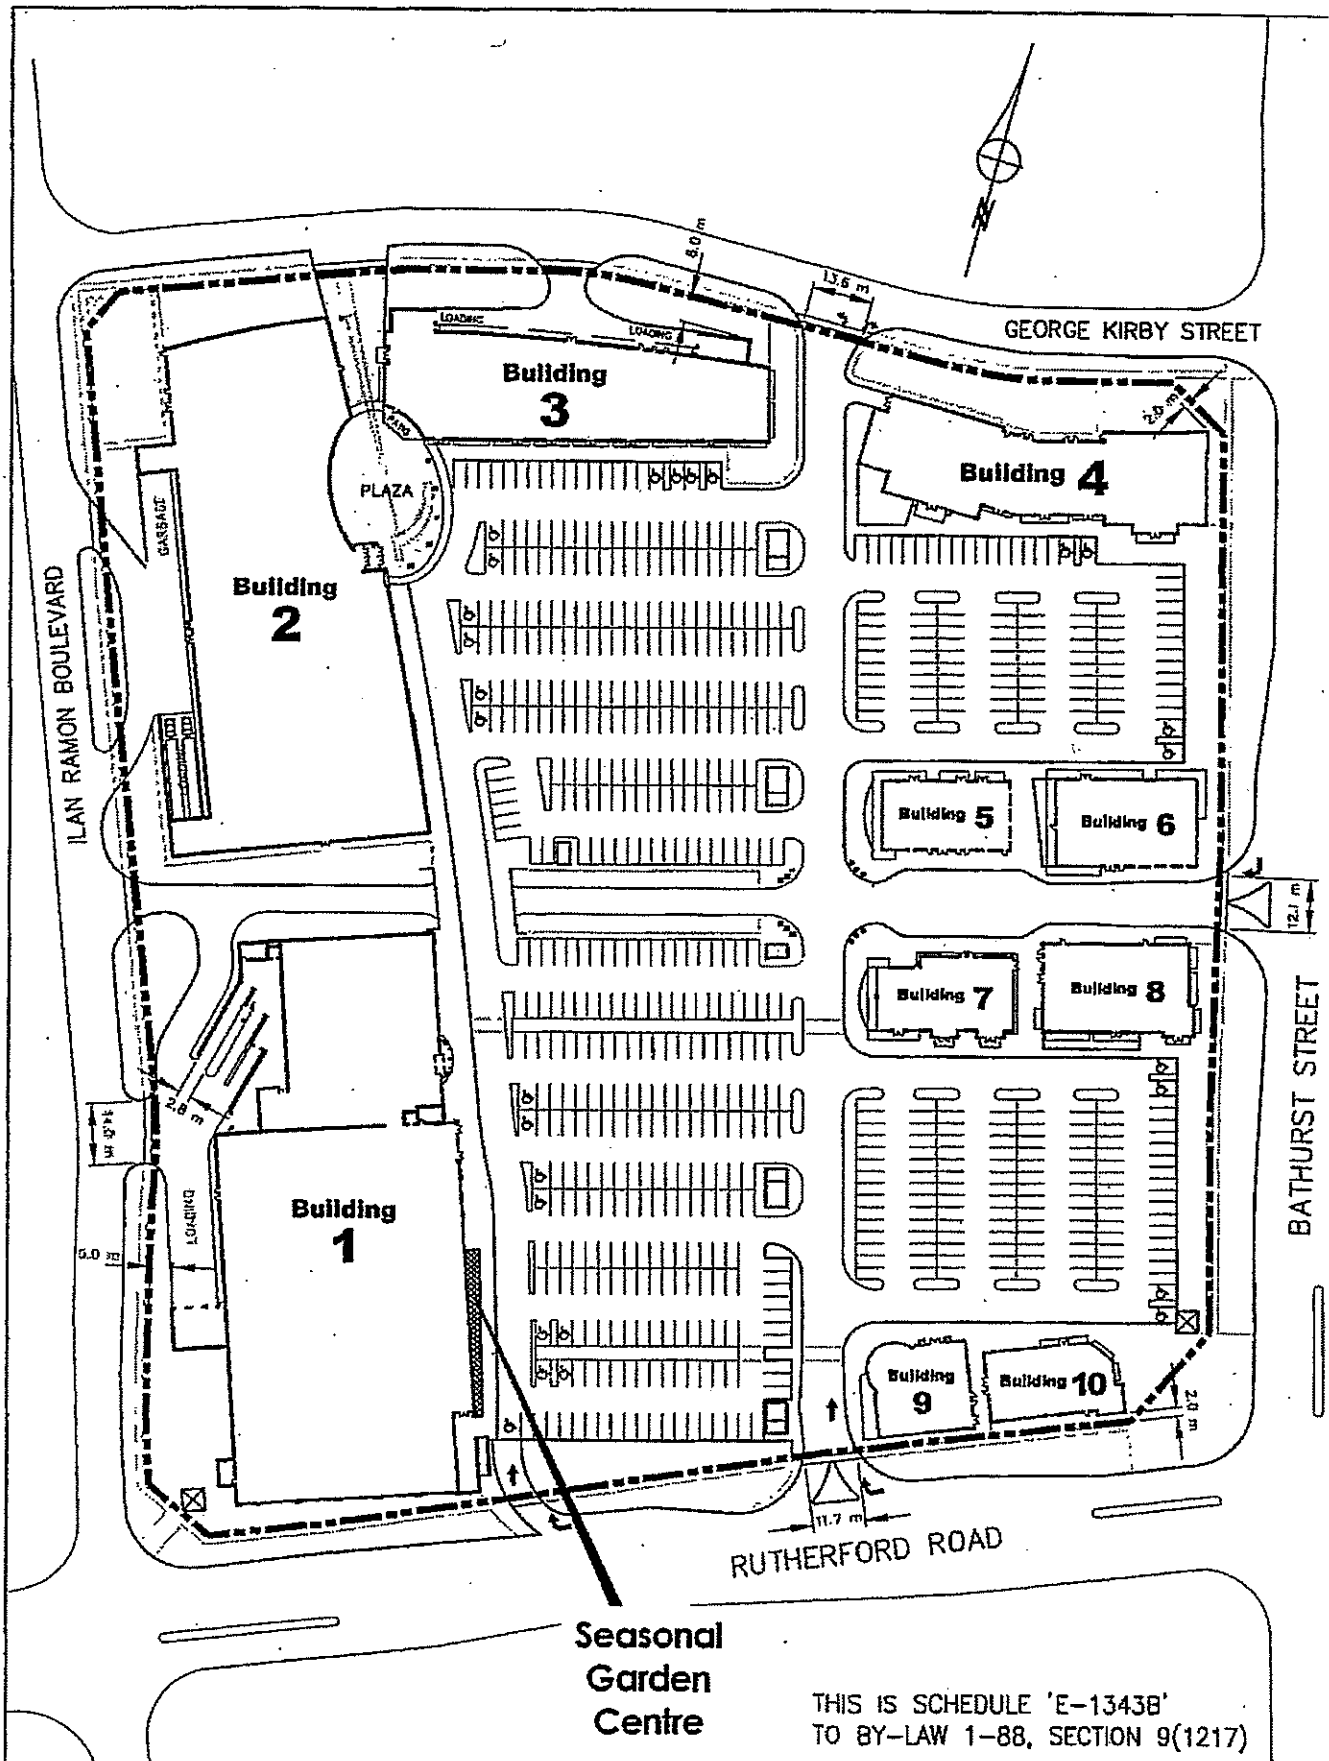 N
8.0 m
13.6 m
GEORGE KIRBY STREET
LOADING
LOADING
Building
3
2.0 m
PLAZA
Building
4
GARBAGE
ILAN RAMON BOULEVARD
Building
2
LOADING
Building 5
Building 6
12.1 m
Building 7
Building 8
BATHURST STREET
2.8 m
14.0 m
LOADING
Building
1
Building
9
Building 10
2.0 m
11.7 m
RUTHERFORD ROAD
Seasonal
Garden
Centre
THIS IS SCHEDULE 'E-1343B'
TO BY-LAW 1-88, SECTION 9(1217)